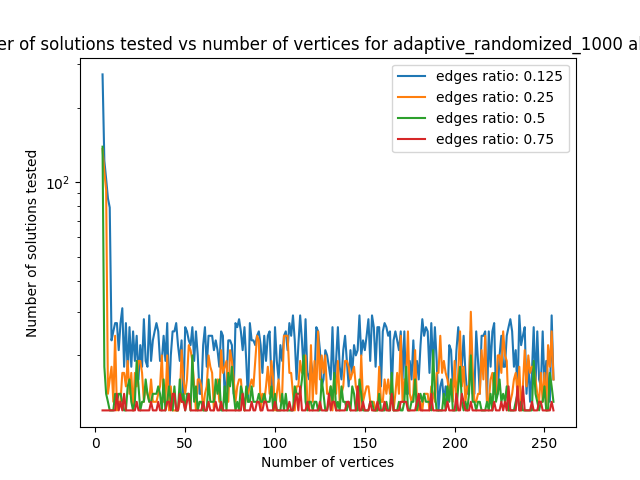 er of solutions tested vs number of vertices for adaptive_randomized_1000 al
edges ratio: 0.125
edges ratio: 0.25
edges ratio: 0.5
edges ratio: 0.75
Number of solutions tested
10²
0 50 100 150 200 250
Number of vertices